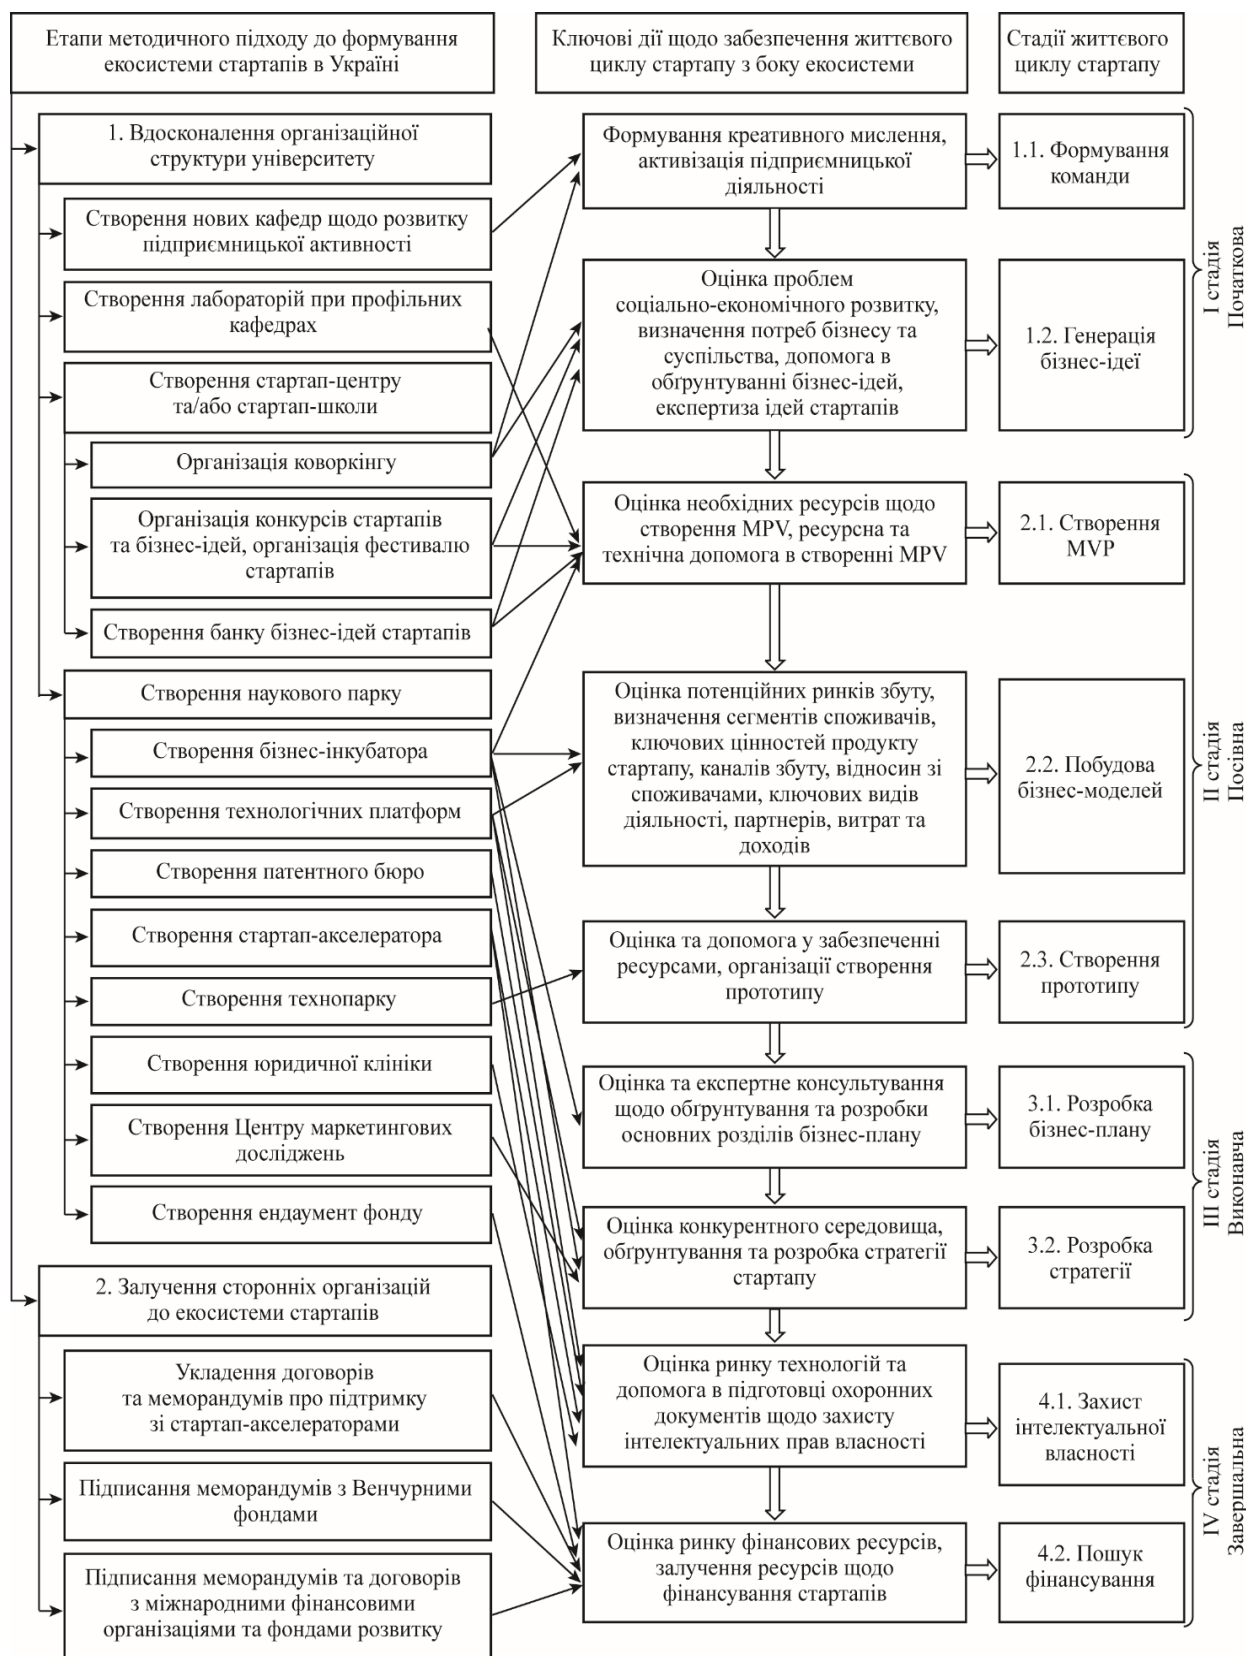 Етапи методичного підходу до формування
екосистеми стартапів в Україні
1. Вдосконалення організаційної
структури університету
Створення нових кафедр щодо розвитку
підприємницької активності
Створення лабораторій при профільних
кафедрах
Створення стартап-центру
та/або стартап-школи
Організація коворкінгу
Організація конкурсів стартапів
та бізнес-ідей, організація фестивалю
стартапів
Створення банку бізнес-ідей стартапів
Створення наукового парку
Створення бізнес-інкубатора
Створення технологічних платформ
Створення патентного бюро
Створення стартап-акселератора
Створення технопарку
Створення юридичної клініки
Створення Центру маркетингових
досліджень
Створення ендаумент фонду
2. Залучення сторонніх організацій
до екосистеми стартапів
Укладення договорів
та меморандумів про підтримку
зі стартап-акселераторами
Підписання меморандумів з Венчурними
фондами
Підписання меморандумів та договорів
з міжнародними фінансовими
організаціями та фондами розвитку
Ключові дії щодо забезпечення життєвого
циклу стартапу з боку екосистеми
Формування креативного мислення,
активізація підприємницької
діяльності
Оцінка проблем
соціально-економічного розвитку,
визначення потреб бізнесу та
суспільства, допомога в
обґрунтуванні бізнес-ідей,
експертиза ідей стартапів
Оцінка необхідних ресурсів щодо
створення MPV, ресурсна та
технічна допомога в створенні MPV
Оцінка потенційних ринків збуту,
визначення сегментів споживачів,
ключових цінностей продукту
стартапу, каналів збуту, відносин зі
споживачами, ключових видів
діяльності, партнерів, витрат та
доходів
Оцінка та допомога у забезпеченні
ресурсами, організації створення
прототипу
Оцінка та експертне консультування
щодо обґрунтування та розробки
основних розділів бізнес-плану
Оцінка конкурентного середовища,
обґрунтування та розробка стратегії
стартапу
Оцінка ринку технологій та
допомога в підготовці охоронних
документів щодо захисту
інтелектуальних прав власності
Оцінка ринку фінансових ресурсів,
залучення ресурсів щодо
фінансування стартапів
Стадії життєвого
циклу стартапу
1.1. Формування
команди
1.2. Генерація
бізнес-ідеї
2.1. Створення
MVP
2.2. Побудова
бізнес-моделей
2.3. Створення
прототипу
3.1. Розробка
бізнес-плану
3.2. Розробка
стратегії
4.1. Захист
інтелектуальної
власності
4.2. Пошук
фінансування
I стадія
Початкова
II стадія
Посівна
III стадія
Виконавча
IV стадія
Завершальна